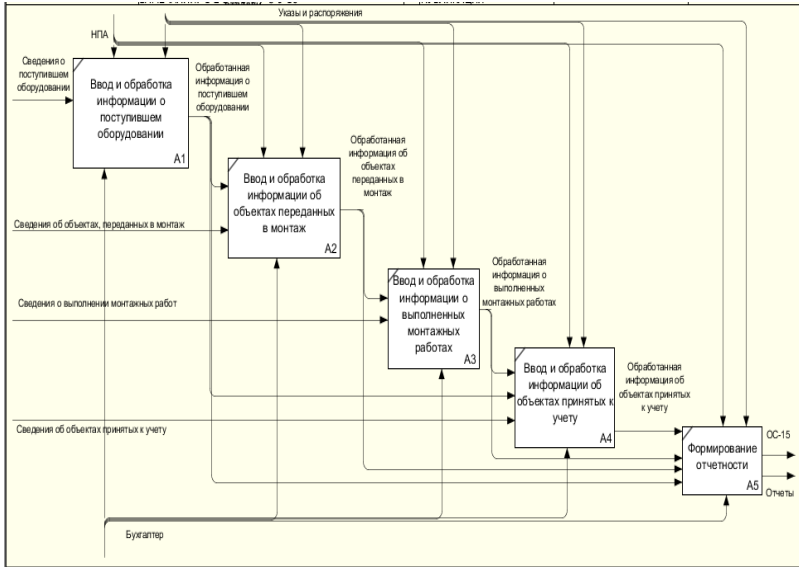 Указы и распоряжения
НПА
Сведения о
поступившем
оборудовании
Ввод и обработка
информации о
поступившем
оборудовании
A1
Обработанная
информация о
поступившем
оборудовании
Ввод и обработка
информации об
объектах переданных
в монтаж
A2
Обработанная
информация об
объектах
переданных в
монтаж
Сведения об объектах, переданных в монтаж
Ввод и обработка
информации о
выполненных
монтажных
работах
A3
Обработанная
информация о
выполненных
монтажных работах
Сведения о выполнении монтажных работ
Ввод и обработка
информации об
объектах принятых к
учету
A4
Обработанная
информация об
объектах принятых
к учету
Сведения об объектах принятых к учету
Формирование
отчетности
A5
ОС-15
Отчеты
Бухгалтер